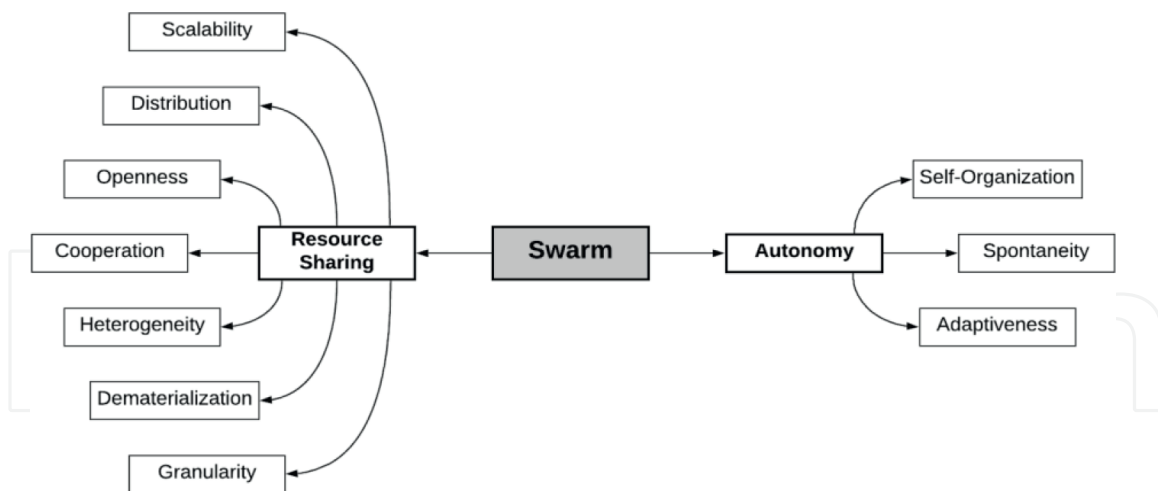 Scalability
Distribution
Openness
Cooperation
Heterogeneity
Dematerialization
Granularity
Resource
Sharing
Swarm
Autonomy
Self-Organization
Spontaneity
Adaptiveness